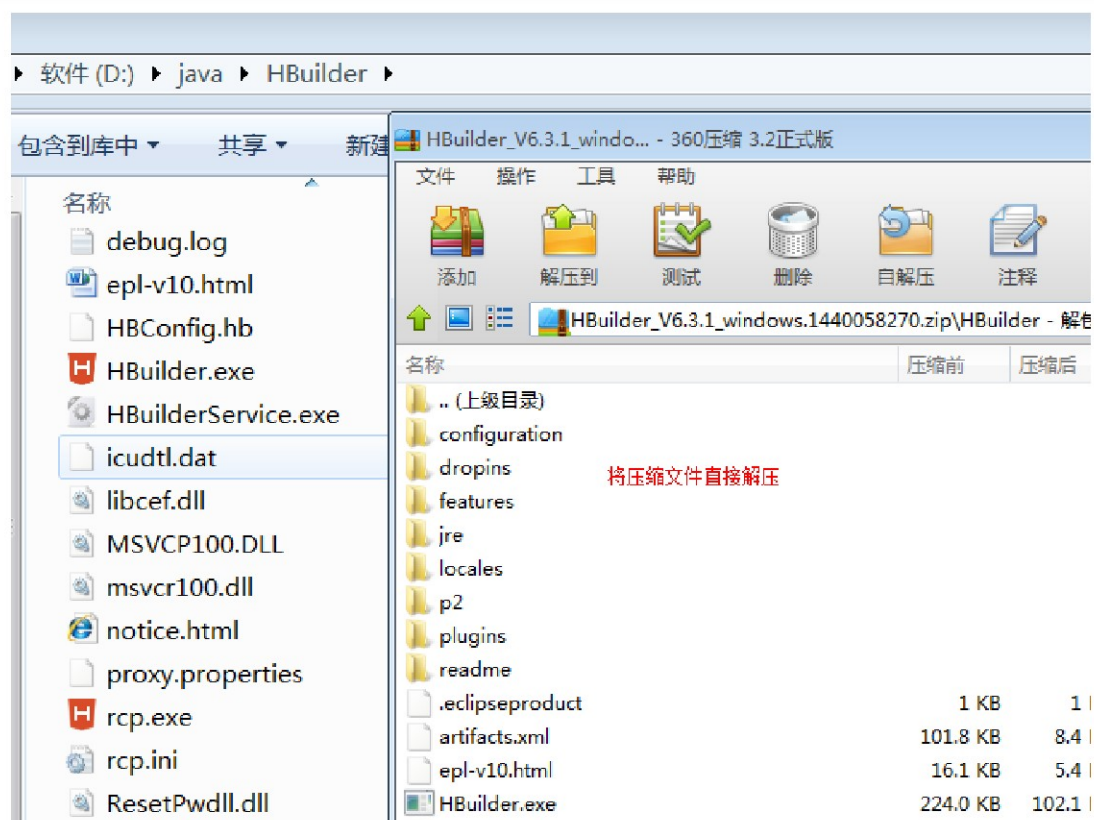 软件 (D:) java HBuilder
包含到库中 共享 新建
名称
debug.log
epl-v10.html
HBConfig.hb
HBuilder.exe
HBuilderService.exe
icudtl.dat
libcef.dll
MSVCP100.DLL
msvcr100.dll
notice.html
proxy.properties
rcp.exe
rcp.ini
ResetPwdll.dll
HBuilder_V6.3.1_windo... - 360压缩 3.2正式版
文件 操作 工具 帮助
添加 解压到 测试 删除 自解压 注释
HBuilder_V6.3.1_windows.1440058270.zip\HBuilder - 解包
名称 压缩前 压缩后
.. (上级目录)
configuration
dropins
将压缩文件直接解压
features
jre
locales
p2
plugins
readme
.eclipseproduct 1 KB 1
artifacts.xml 101.8 KB 8.4
epl-v10.html 16.1 KB 5.4
HBuilder.exe 224.0 KB 102.1